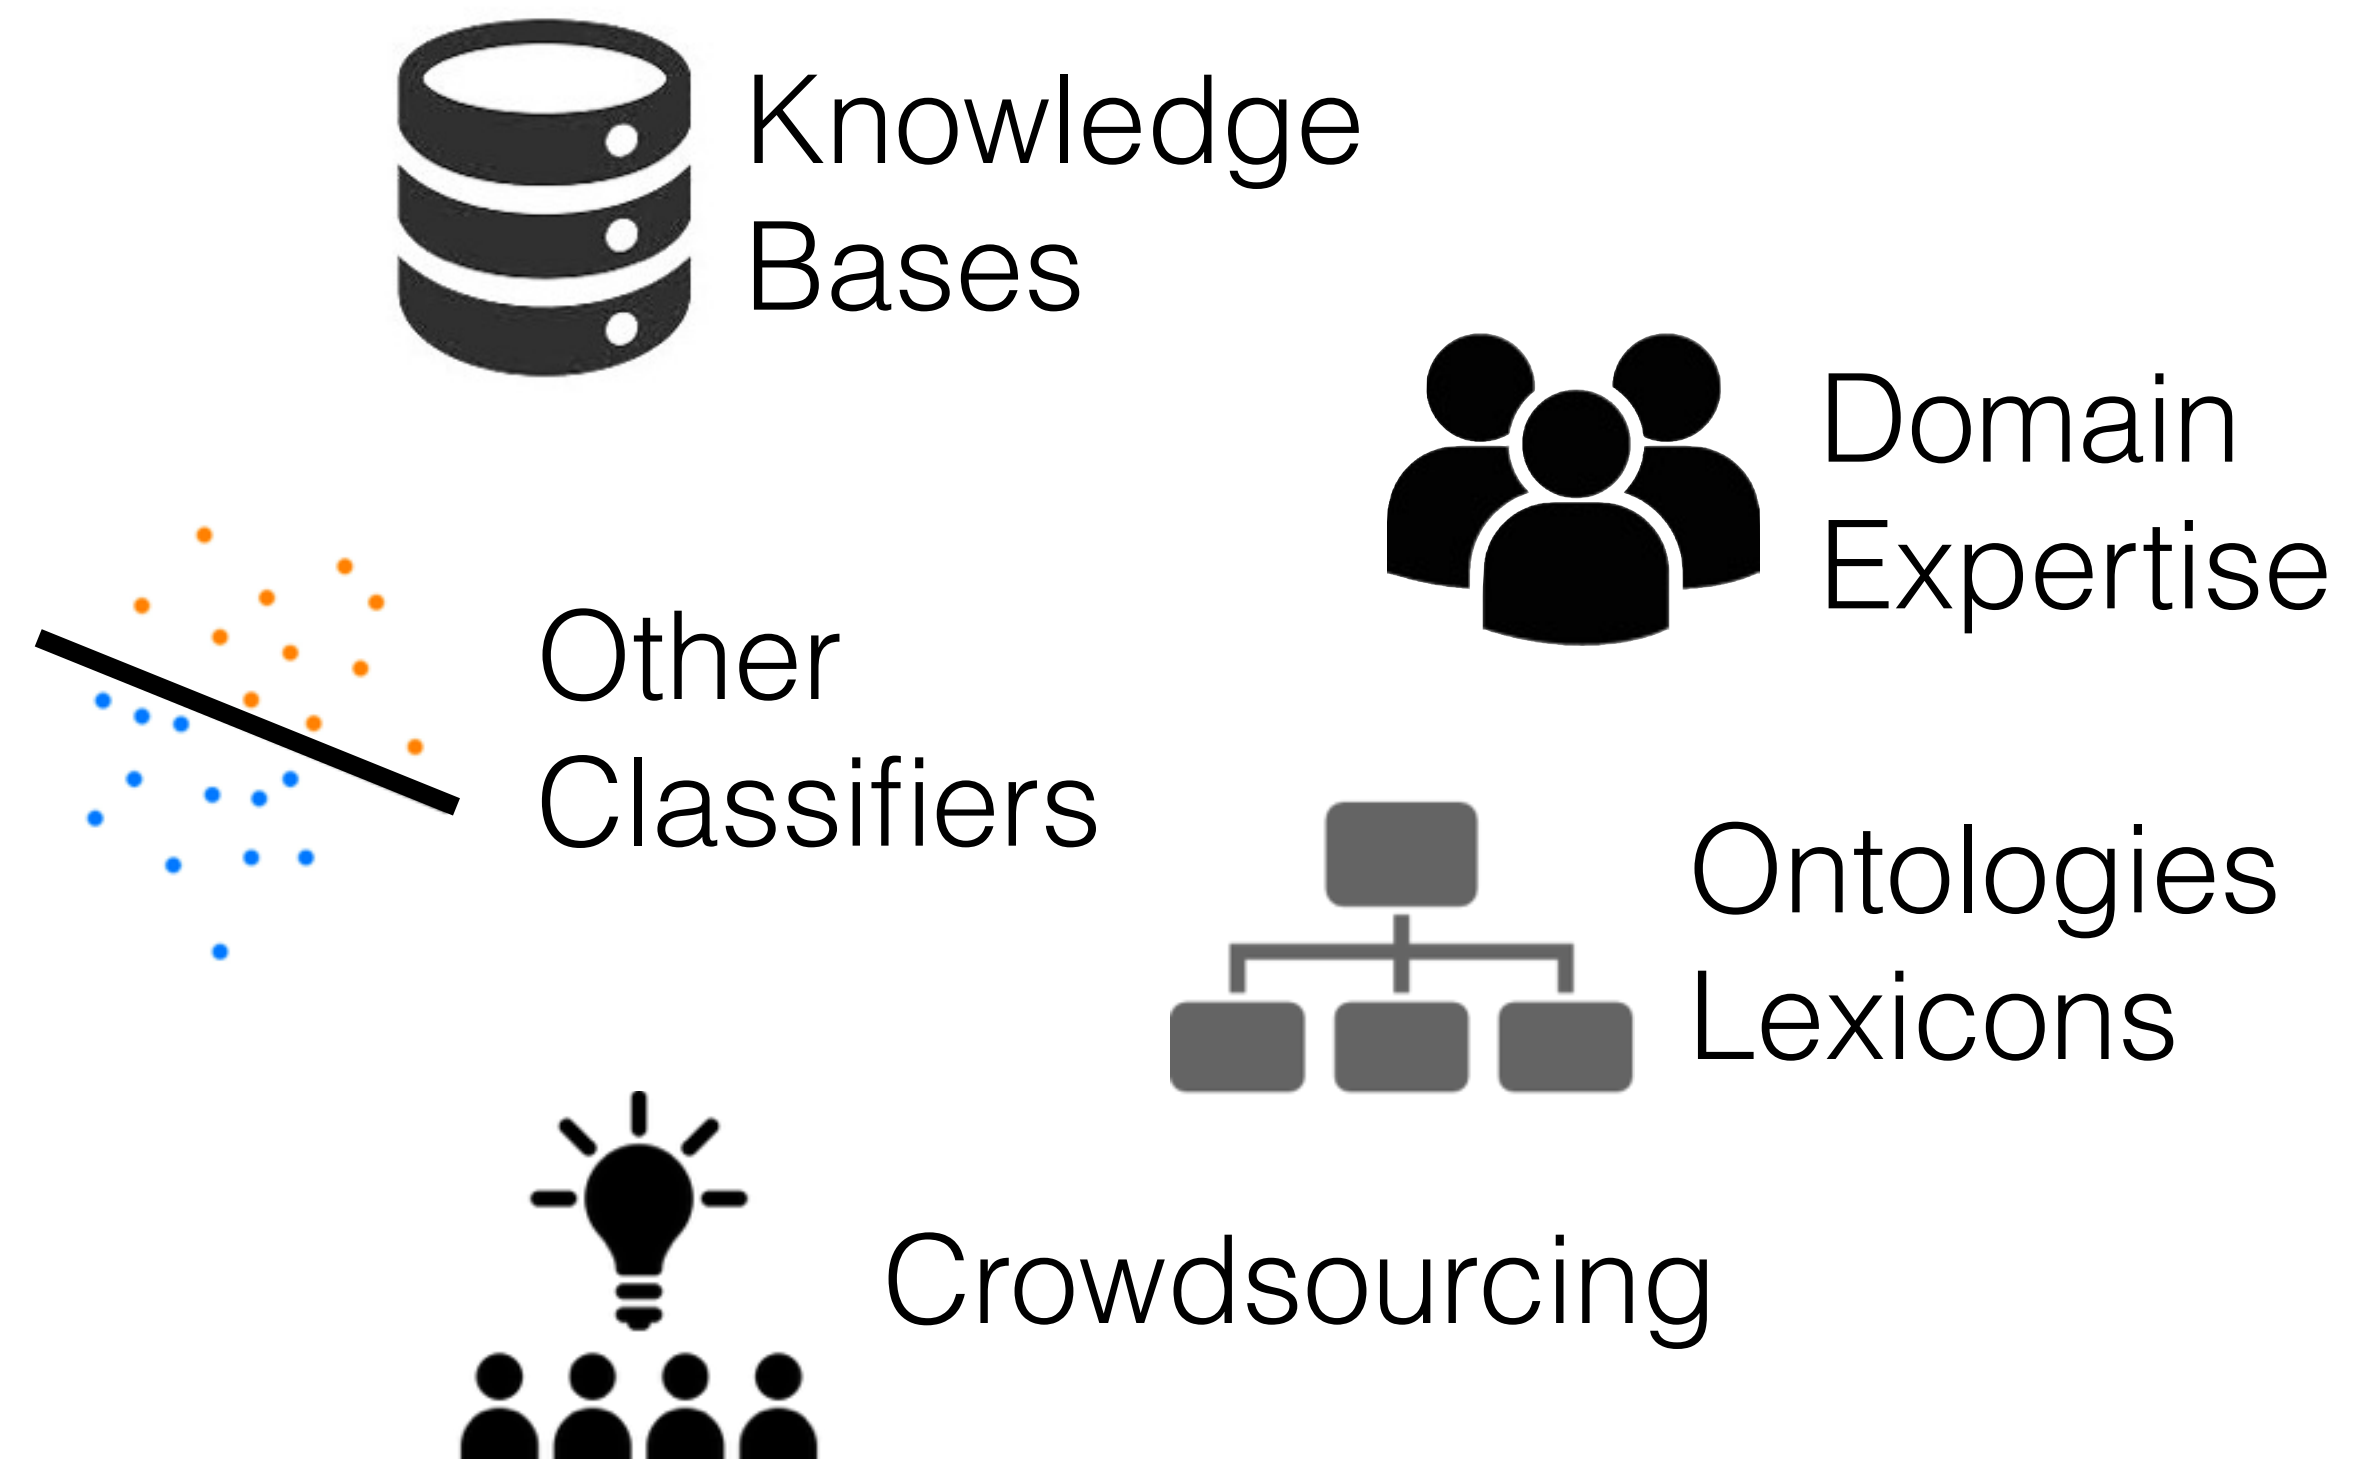 Knowledge
Bases
Domain
Expertise
Other
Classifiers
Ontologies
Lexicons
Crowdsourcing